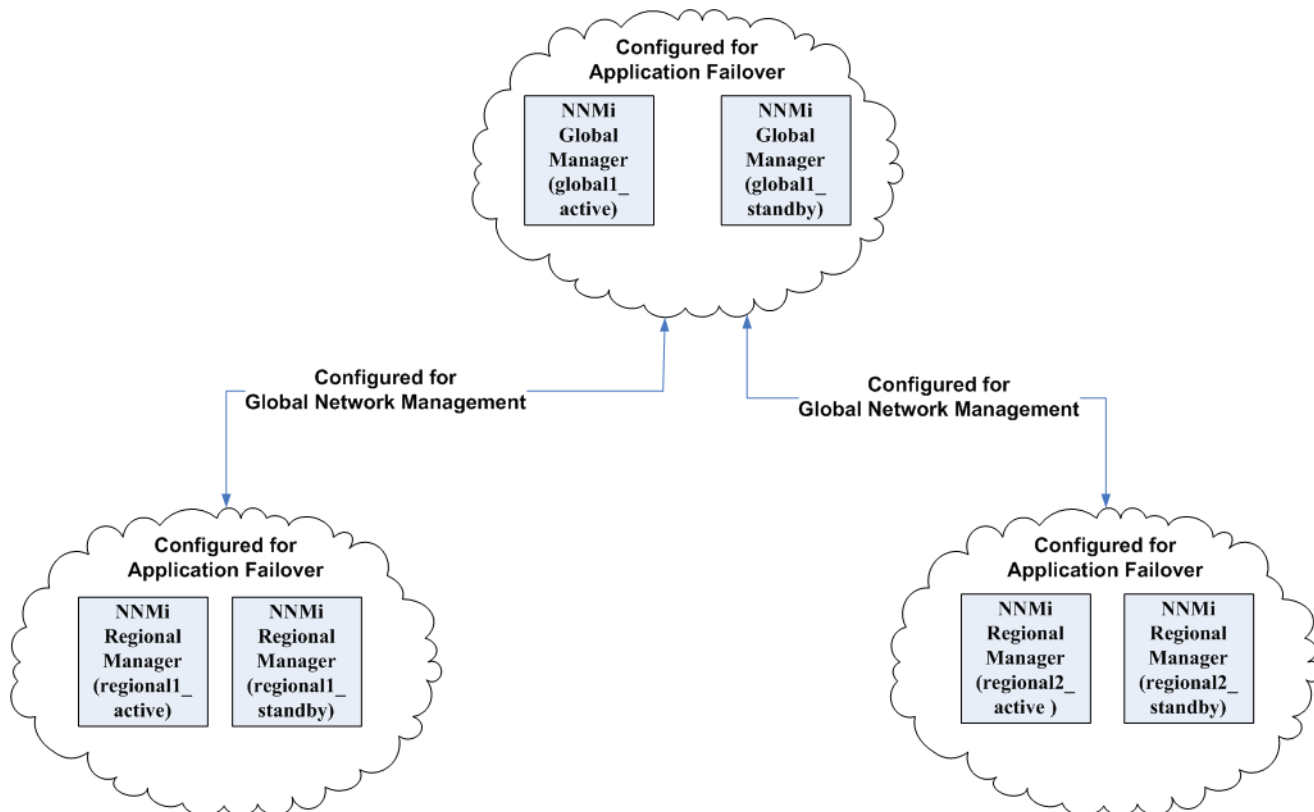 Configured for
Application Failover
NNMi
Global
Manager
(global1_
active)
NNMi
Global
Manager
(global1_
standby)
Configured for
Global Network Management
Configured for
Global Network Management
Configured for
Application Failover
NNMi
Regional
Manager
(regional1_
active)
NNMi
Regional
Manager
(regional1_
standby)
Configured for
Application Failover
NNMi
Regional
Manager
(regional2_
active )
NNMi
Regional
Manager
(regional2_
standby)